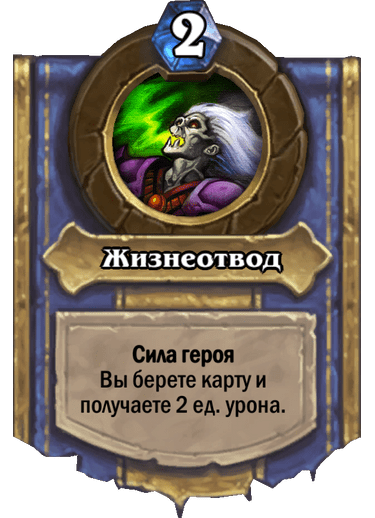 2
Жизнеотвод
Сила героя
Вы берете карту и
получаете 2 ед. урона.